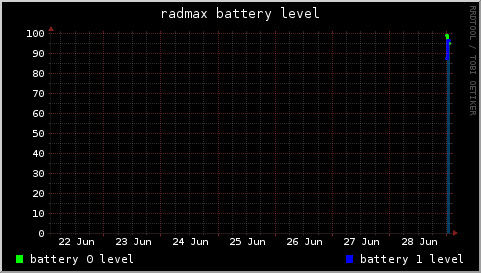 radmax battery level
RRDTOOL / TOBI OETIKER
100
90
80
70
60
50
40
30
20
10
0
22 Jun 23 Jun 24 Jun 25 Jun 26 Jun 27 Jun 28 Jun
battery 0 level battery 1 level